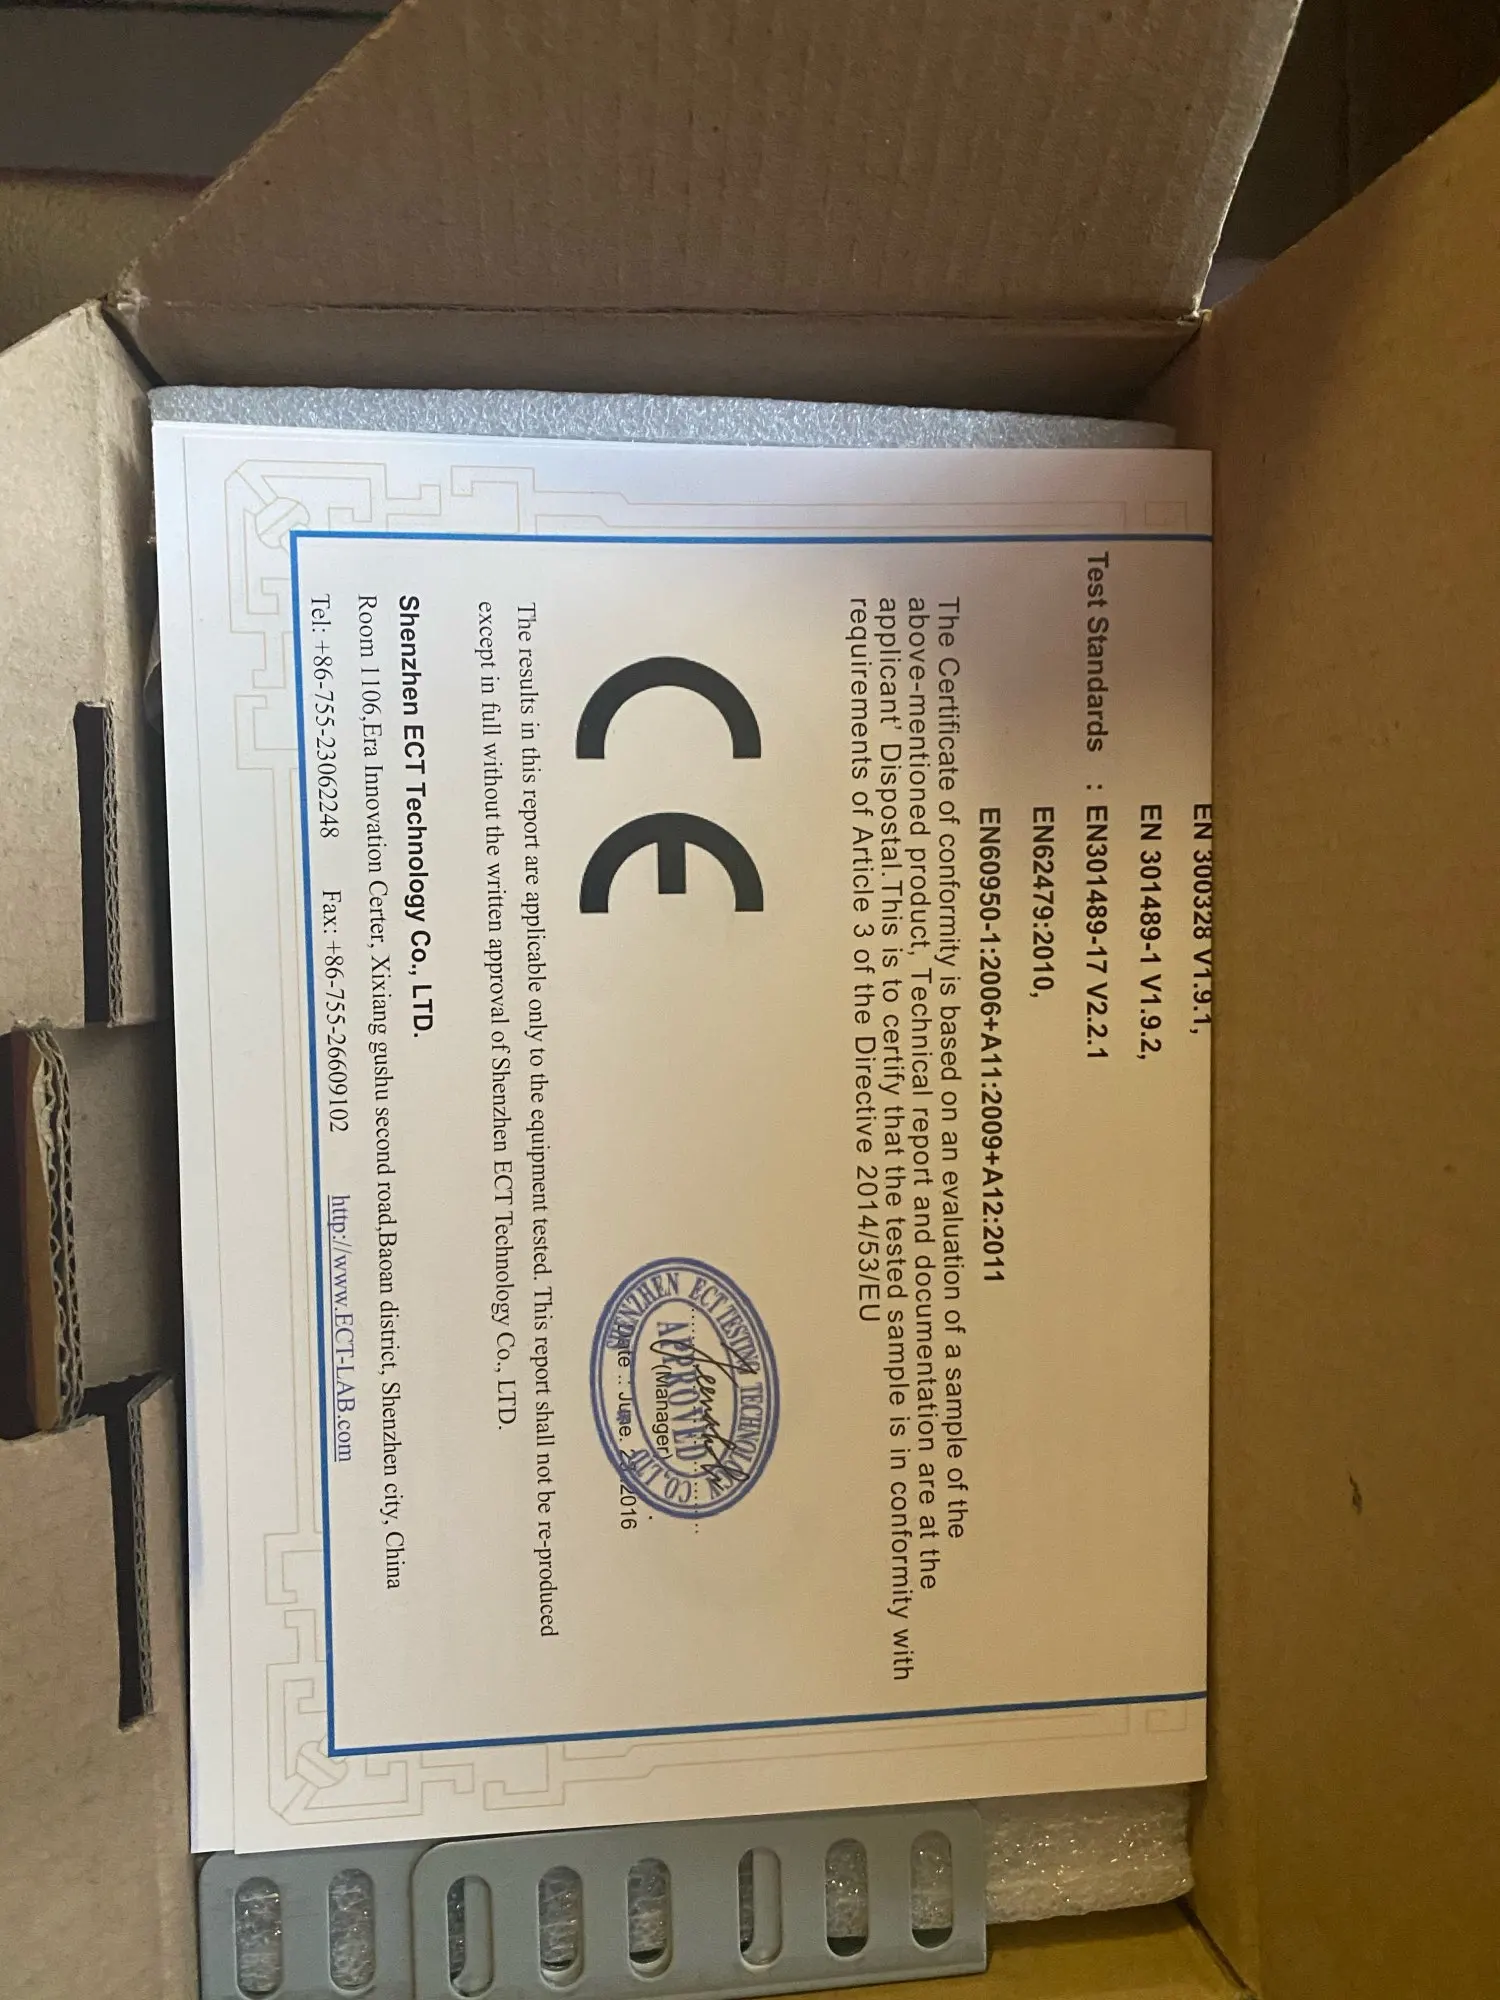 EN 300328 V1.9.1,
EN 301489-1 V1.9.2,
Test Standards : EN301489-17 V2.2.1
EN62479:2010,
EN60950-1:2006+A11:2009+A12:2011
The Certificate of conformity is based on an evaluation of a sample of the
above-mentioned product, Technical report and documentation are at the
applicant' Dispostal.This is to certify that the tested sample is in conformity with
requirements of Article 3 of the Directive 2014/53/EU
CE
SHENZHEN ECT TESTING TECHNOLOGY CO.,LTD
APPROVED
(Manager)
Date : June. 2016
The results in this report are applicable only to the equipment tested. This report shall not be re-produced
except in full without the written approval of Shenzhen ECT Technology Co., LTD.
Shenzhen ECT Technology Co., LTD.
Room 1106,Era Innovation Certer, Xixiang gushu second road,Baoan district, Shenzhen city, China
Tel: +86-755-23062248 Fax: +86-755-26609102 http://www.ECT-LAB.com